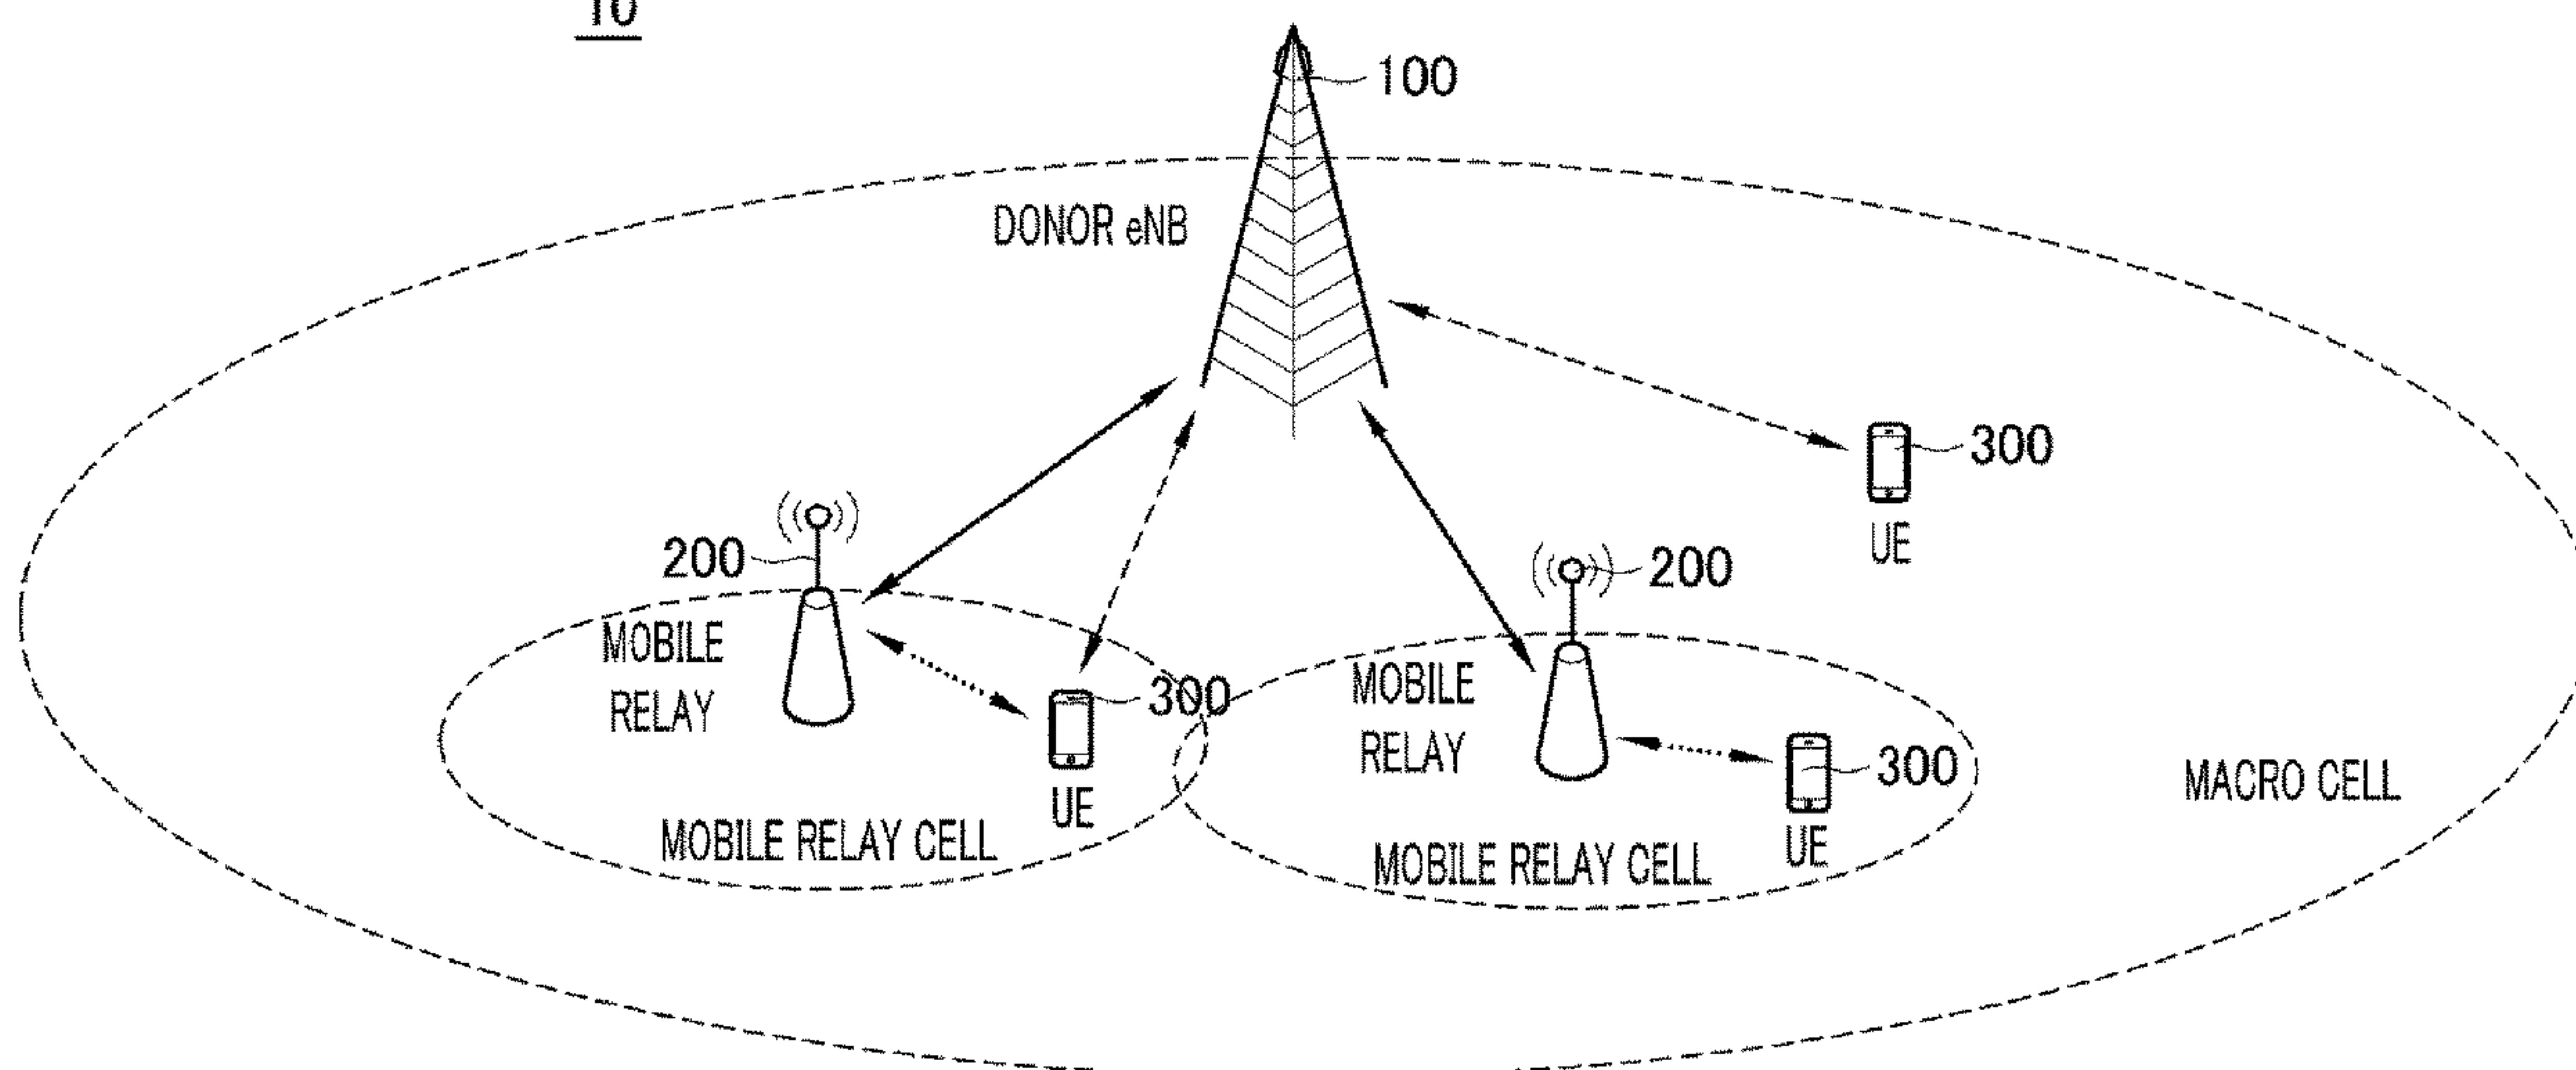 10
100
DONOR eNB
300
UE
200
MOBILE
RELAY
300
UE
MOBILE RELAY CELL
200
MOBILE
RELAY
300
UE
MOBILE RELAY CELL
MACRO CELL